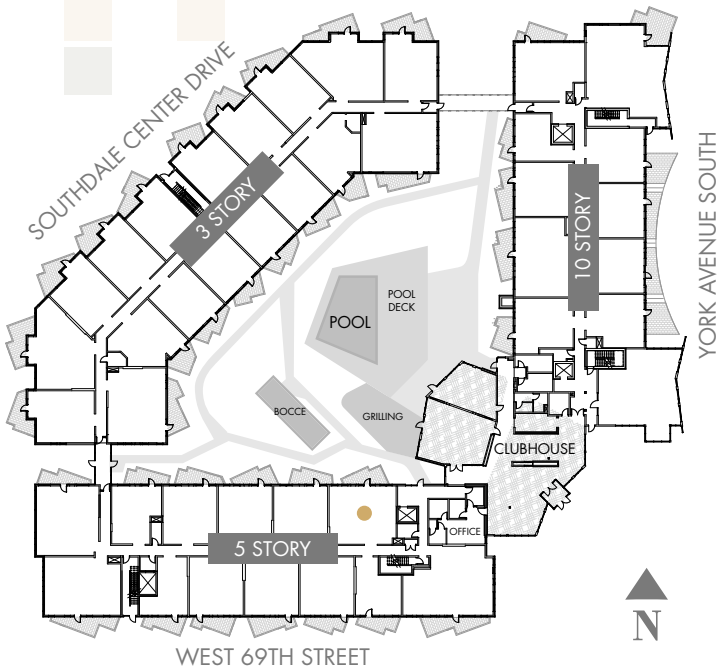 SOUTHDALE CENTER DRIVE
3 STORY
10 STORY
YORK AVENUE SOUTH
POOL
DECK
POOL
BOCCE
GRILLING
CLUBHOUSE
OFFICE
5 STORY
N
WEST 69TH STREET